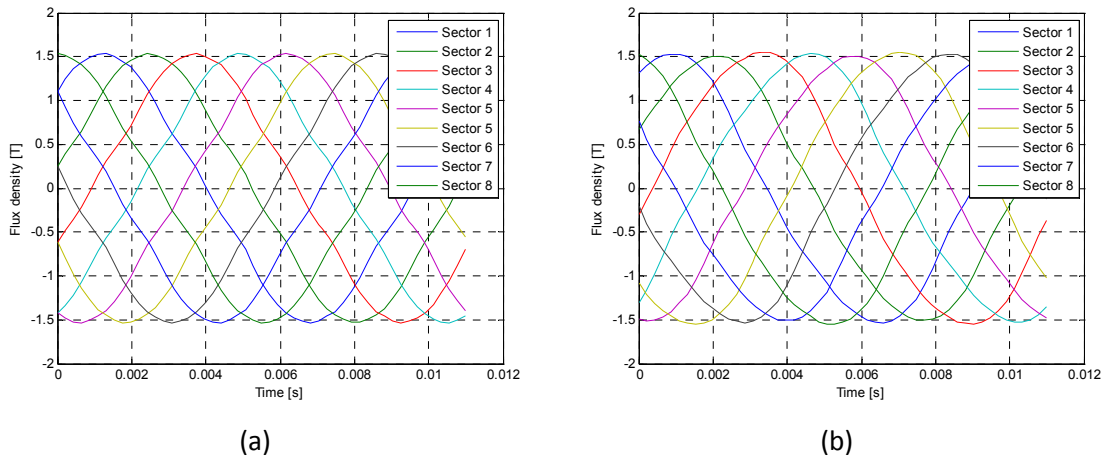 2
1.5
1
0.5
0
-0.5
-1
-1.5
-2
Flux density [T]
0 0.002 0.004 0.006 0.008 0.01 0.012
Time [s]
Sector 1
Sector 2
Sector 3
Sector 4
Sector 5
Sector 5
Sector 6
Sector 7
Sector 8
(a)
2
1.5
1
0.5
0
-0.5
-1
-1.5
-2
Flux density [T]
0 0.002 0.004 0.006 0.008 0.01 0.012
Time [s]
Sector 1
Sector 2
Sector 3
Sector 4
Sector 5
Sector 5
Sector 6
Sector 7
Sector 8
(b)